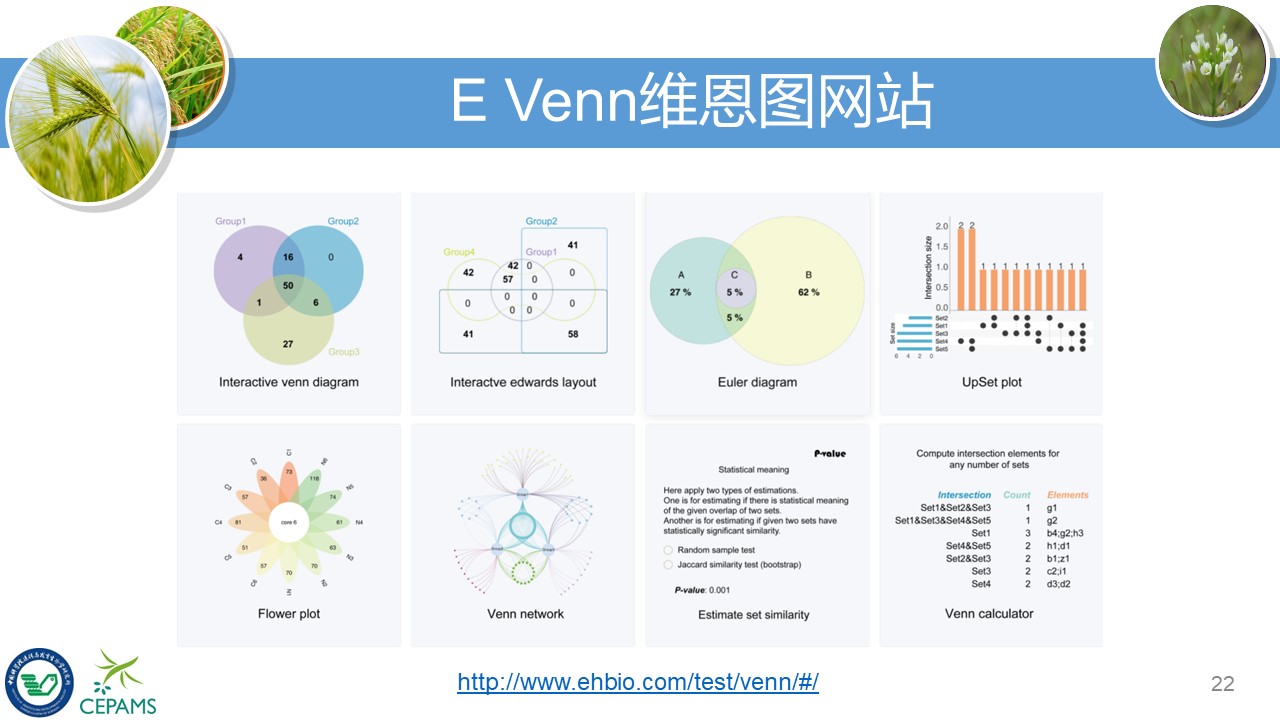 E Venn维恩图网站
Group1
Group2
4
16
0
50
1
6
27
Group3
Interactive venn diagram
Group2
41
Group4
Group1
42
42
0
0
57
0
0
0
0
0
0
0
41
58
Interactve edwards layout
A
C
B
27 %
5 %
62 %
5 %
Euler diagram
Intersection size
2.0
1.5
1.0
0.5
0.0
2 2 1 1 1 1 1 1 1 1 1 1
Set size
Set2
Set1
Set3
Set4
Set5
6 4 2 0
UpSet plot
C1
N6
N5
N4
N3
N2
N1
C6
C5
C4
C3
C2
73
118
74
61
63
70
70
57
51
81
57
36
core 6
Flower plot
Venn network
P-value
Statistical meaning
Here apply two types of estimations.
One is for estimating if there is statistical meaning
of the given overlap of two sets.
Another is for estimating if given two sets have
statistically significant similarity.
Random sample test
Jaccard similarity test (bootstrap)
P-value: 0.001
Estimate set similarity
Compute intersection elements for
any number of sets
Intersection Count Elements
Set1&Set2&Set3 1 g1
Set1&Set3&Set4&Set5 1 g2
Set1 3 b4;g2;h3
Set4&Set5 2 h1;d1
Set2&Set3 2 b1;z1
Set3 2 c2;i1
Set4 2 d3;d2
Venn calculator
CEPAMS
http://www.ehbio.com/test/venn/#/
22